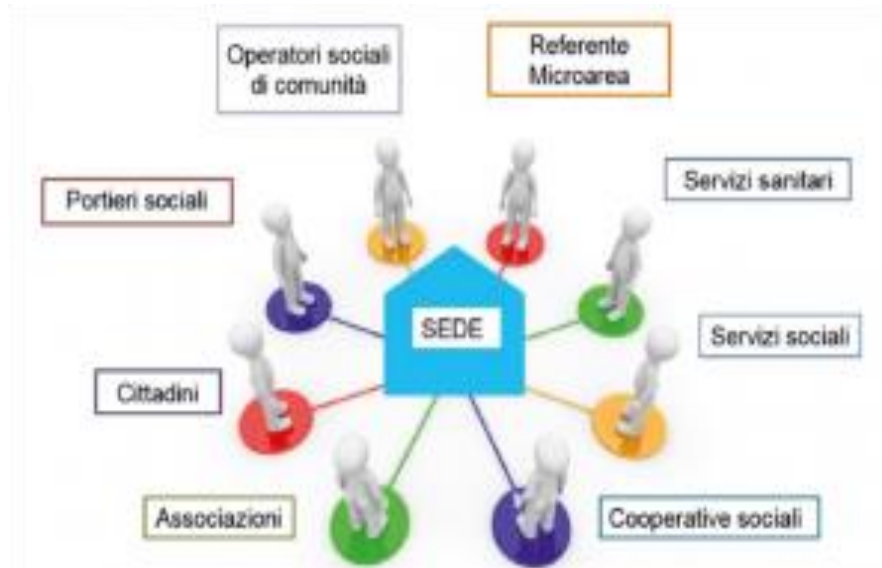 Operatori sociali
di comunità
Referente
Microarea
Portieri sociali
Servizi sanitari
SEDE
Servizi sociali
Cittadini
Associazioni
Cooperative sociali